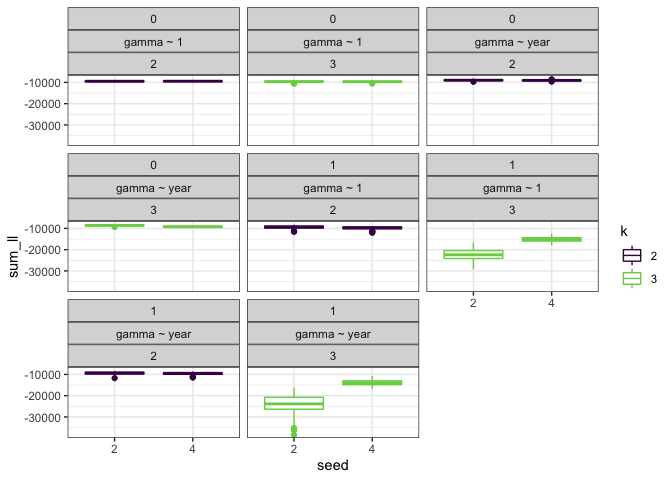 0
gamma ~ 1
2
0
gamma ~ 1
3
0
gamma ~ year
2
-10000
-20000
-30000
0
gamma ~ year
3
1
gamma ~ 1
2
1
gamma ~ 1
3
-10000
-20000
-30000
2 4
1
gamma ~ year
2
1
gamma ~ year
3
-10000
-20000
-30000
2 4
2 4
seed
sum_ll
k
2
3